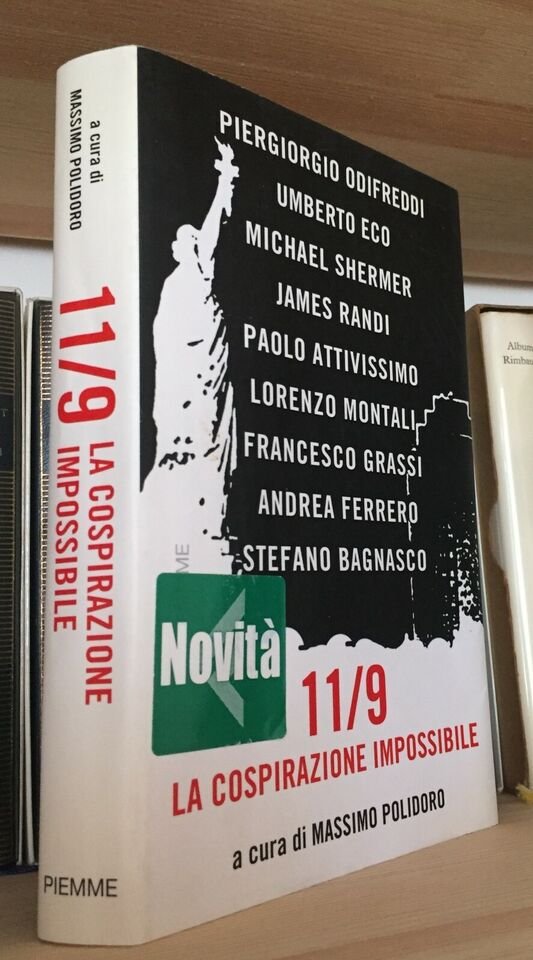 a cura di
MASSIMO POLIDORO
11/9 LA COSPIRAZIONE
IMPOSSIBILE
PIEMME
PIERGIORGIO ODIFREDDI
UMBERTO ECO
MICHAEL SHERMER
JAMES RANDI
PAOLO ATTIVISSIMO
LORENZO MONTALI
FRANCESCO GRASSI
ANDREA FERRERO
STEFANO BAGNASCO
ME
Novità
11/9
LA COSPIRAZIONE IMPOSSIBILE
a cura di MASSIMO POLIDORO
Album